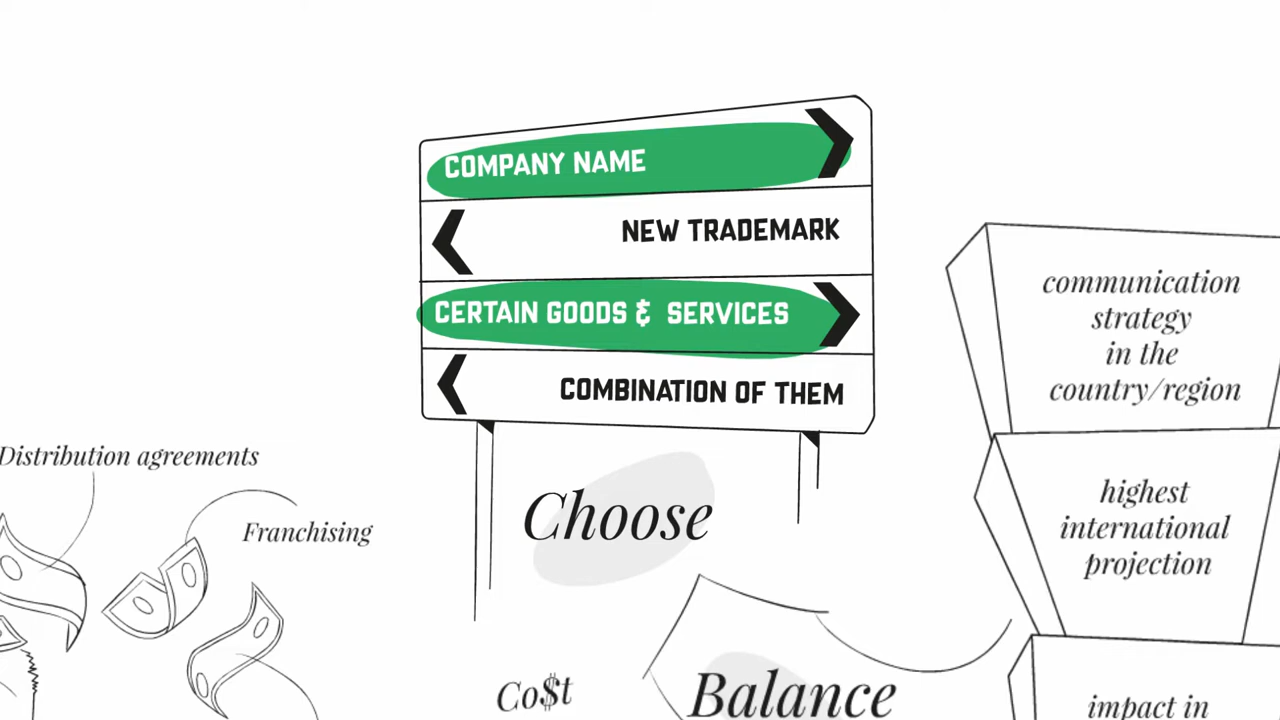 COMPANY NAME
NEW TRADEMARK
CERTAIN GOODS & SERVICES
COMBINATION OF THEM
Choose
Distribution agreements
Franchising
Co$t
Balance
communication
strategy
in the
country/region
highest
international
projection
impact in